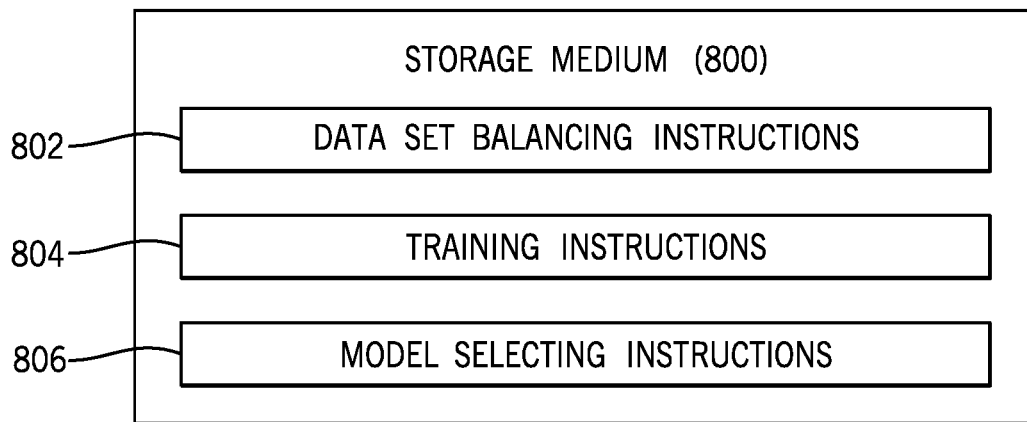 STORAGE MEDIUM (800)
802 DATA SET BALANCING INSTRUCTIONS
804 TRAINING INSTRUCTIONS
806 MODEL SELECTING INSTRUCTIONS